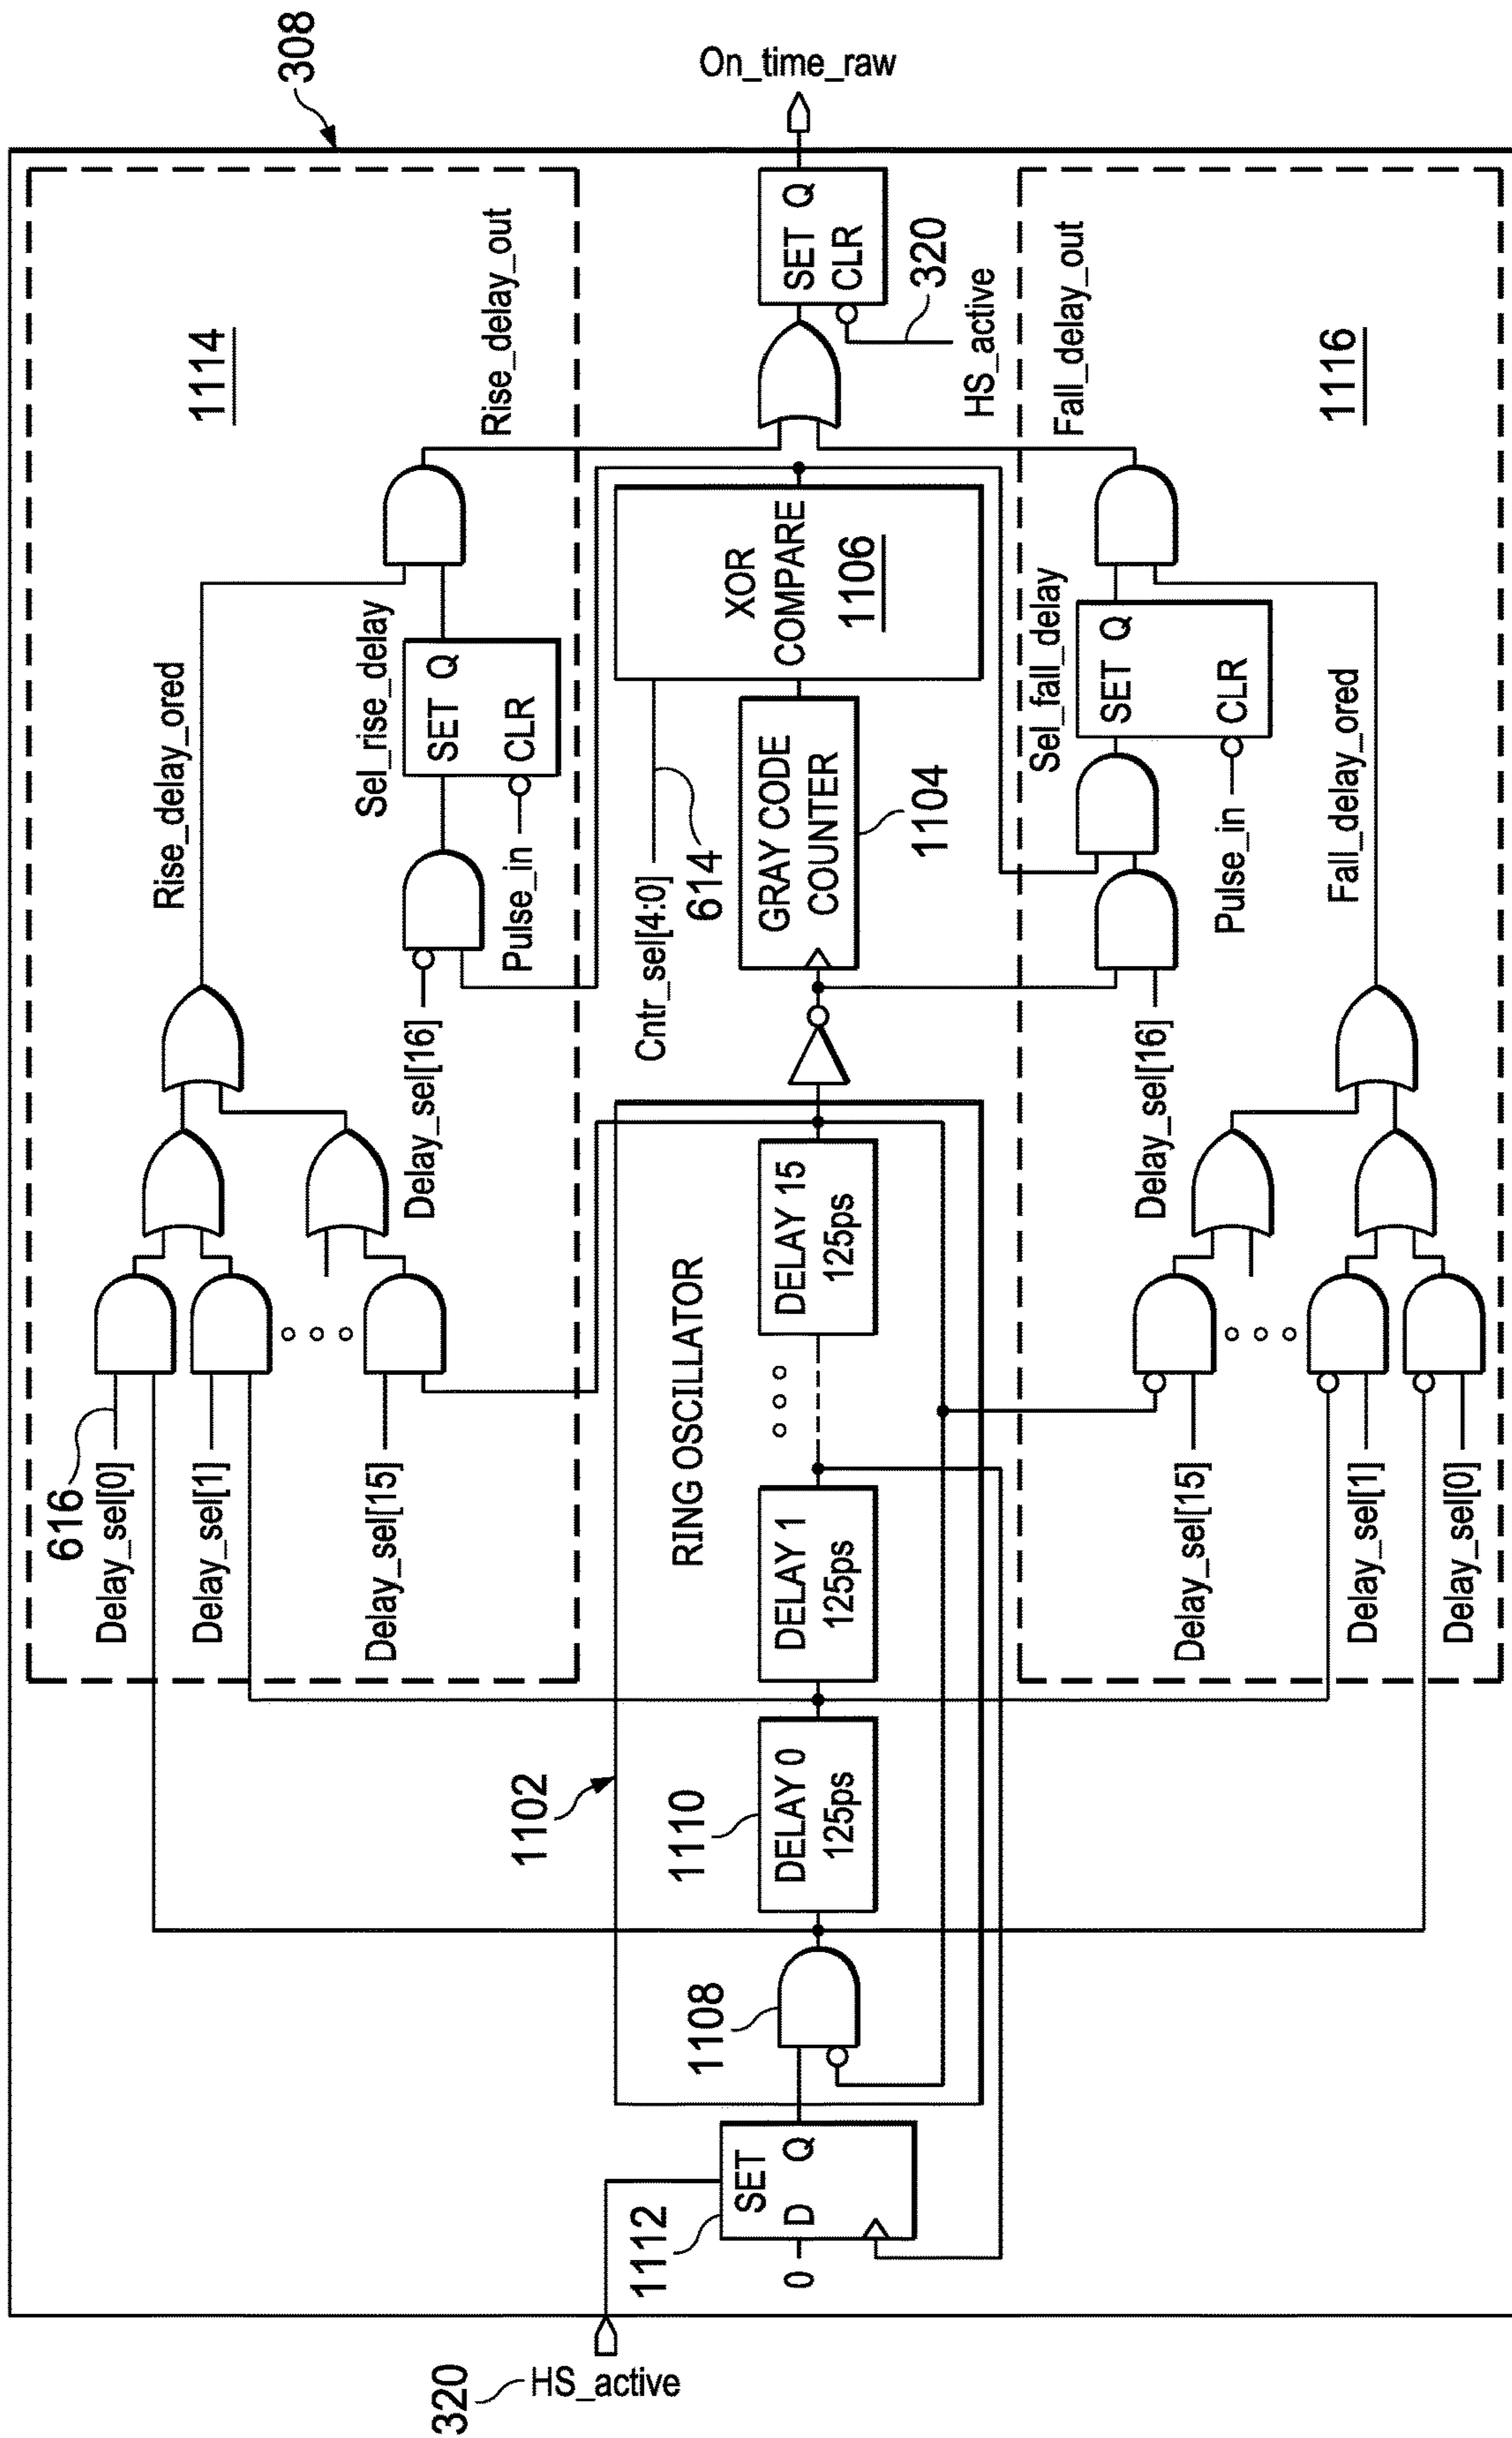 308
1114
616
Delay_sel[0]
Delay_sel[1]
Delay_sel[15]
Rise_delay_ored
Delay_sel[16]
Sel_rise_delay
SET Q
CLR
Pulse_in
Rise_delay_out
320
HS_active
1112
SET
0
D Q
1102
RING OSCILLATOR
1108
1110
DELAY 0
125ps
DELAY 1
125ps
DELAY 15
125ps
Cntr_sel[4:0]
614
GRAY CODE
COUNTER
1104
XOR
COMPARE
1106
SET Q
CLR
On_time_raw
320
HS_active
1116
Delay_sel[16]
Sel_fall_delay
SET Q
CLR
Pulse_in
Fall_delay_out
Delay_sel[15]
Delay_sel[1]
Delay_sel[0]
Fall_delay_ored